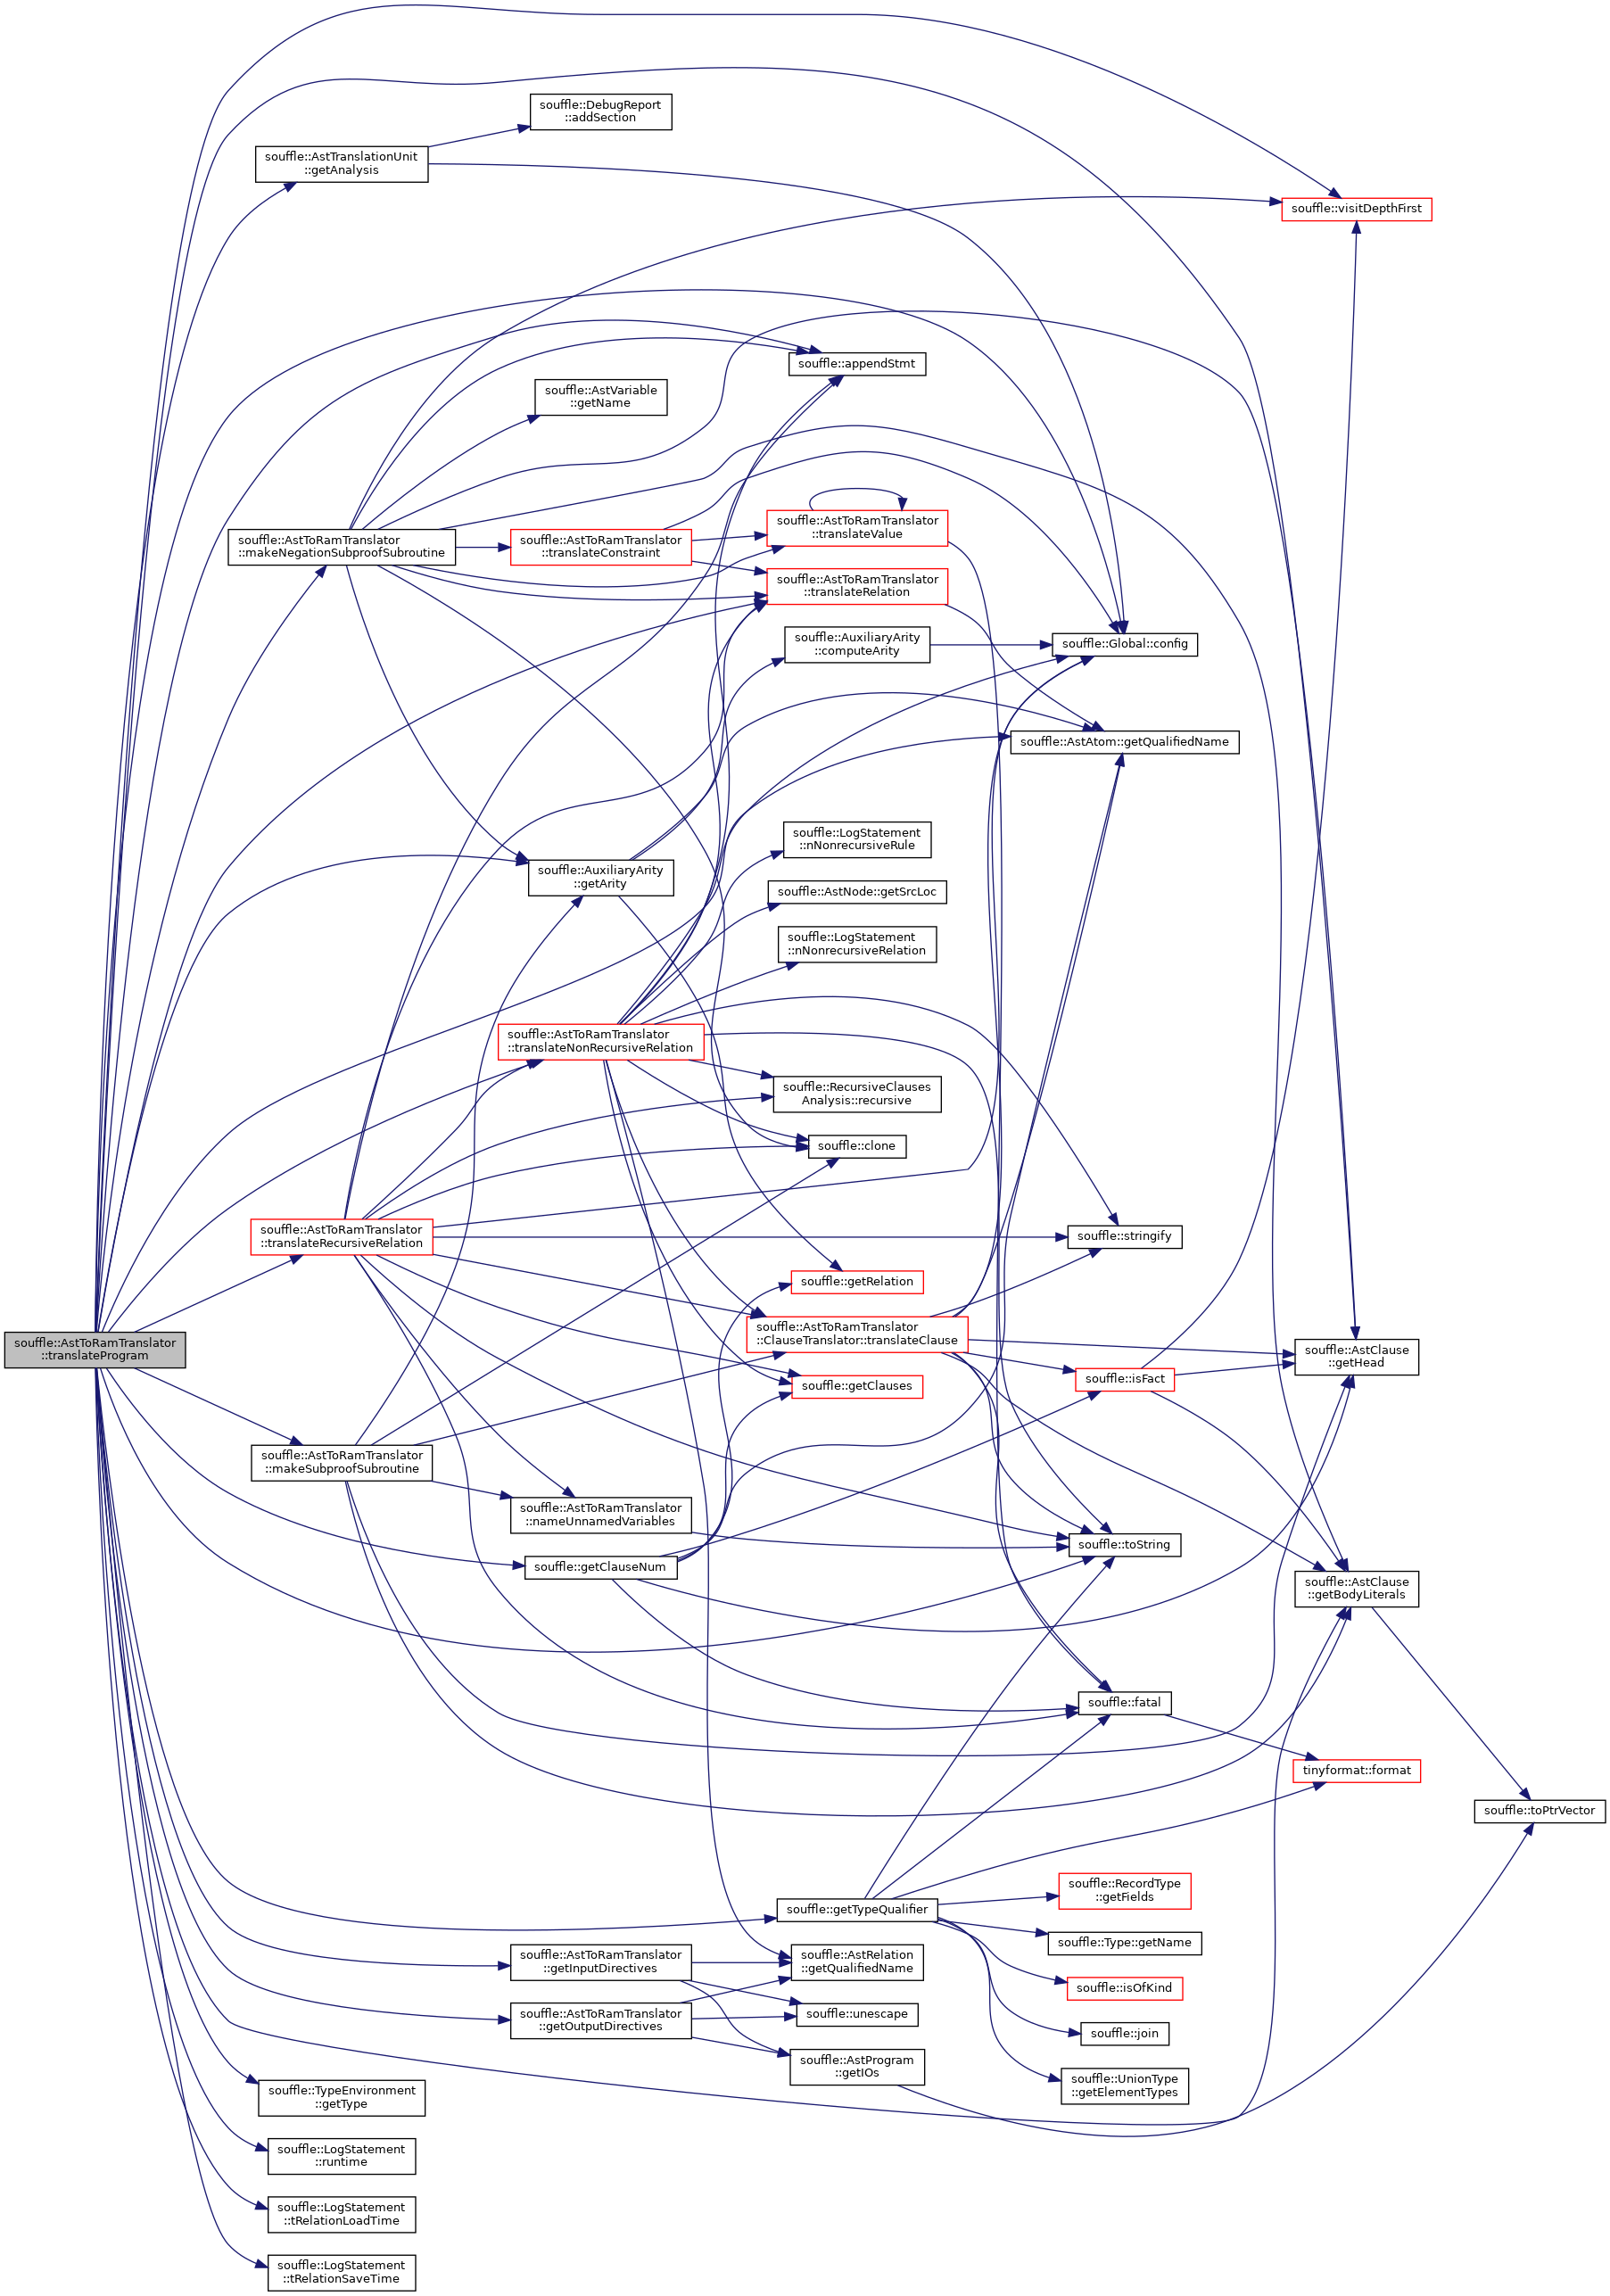 souffle::DebugReport
::addSection
souffle::AstTranslationUnit
::getAnalysis
souffle::visitDepthFirst
souffle::appendStmt
souffle::AstVariable
::getName
souffle::AstToRamTranslator
::makeNegationSubproofSubroutine
souffle::AstToRamTranslator
::translateConstraint
souffle::AstToRamTranslator
::translateValue
souffle::AstToRamTranslator
::translateRelation
souffle::AuxiliaryArity
::computeArity
souffle::Global::config
souffle::AstAtom::getQualifiedName
souffle::LogStatement
::nNonrecursiveRule
souffle::AuxiliaryArity
::getArity
souffle::AstNode::getSrcLoc
souffle::LogStatement
::nNonrecursiveRelation
souffle::AstToRamTranslator
::translateNonRecursiveRelation
souffle::RecursiveClauses
Analysis::recursive
souffle::clone
souffle::AstToRamTranslator
::translateRecursiveRelation
souffle::stringify
souffle::getRelation
souffle::AstToRamTranslator
::translateProgram
souffle::AstToRamTranslator
::ClauseTranslator::translateClause
souffle::AstClause
::getHead
souffle::isFact
souffle::getClauses
souffle::AstToRamTranslator
::makeSubproofSubroutine
souffle::AstToRamTranslator
::nameUnnamedVariables
souffle::toString
souffle::getClauseNum
souffle::AstClause
::getBodyLiterals
souffle::fatal
tinyformat::format
souffle::toPtrVector
souffle::RecordType
::getFields
souffle::getTypeQualifier
souffle::Type::getName
souffle::AstToRamTranslator
::getInputDirectives
souffle::AstRelation
::getQualifiedName
souffle::isOfKind
souffle::AstToRamTranslator
::getOutputDirectives
souffle::unescape
souffle::join
souffle::AstProgram
::getIOs
souffle::UnionType
::getElementTypes
souffle::TypeEnvironment
::getType
souffle::LogStatement
::runtime
souffle::LogStatement
::tRelationLoadTime
souffle::LogStatement
::tRelationSaveTime